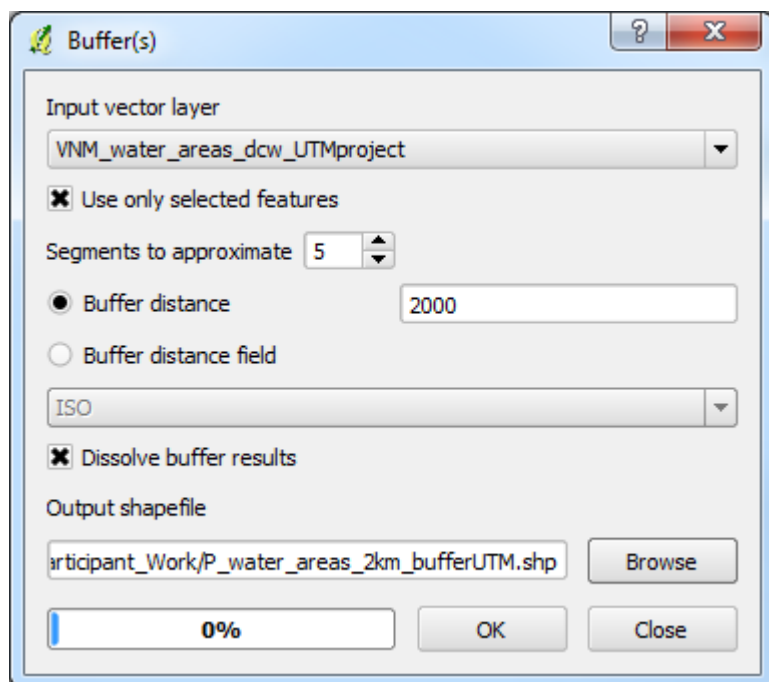 Buffer(s)
Input vector layer
VNM_water_areas_dcw_UTMproject
Use only selected features
Segments to approximate 5
Buffer distance 2000
Buffer distance field
ISO
Dissolve buffer results
Output shapefile
articipant_Work/P_water_areas_2km_bufferUTM.shp Browse
0% OK Close